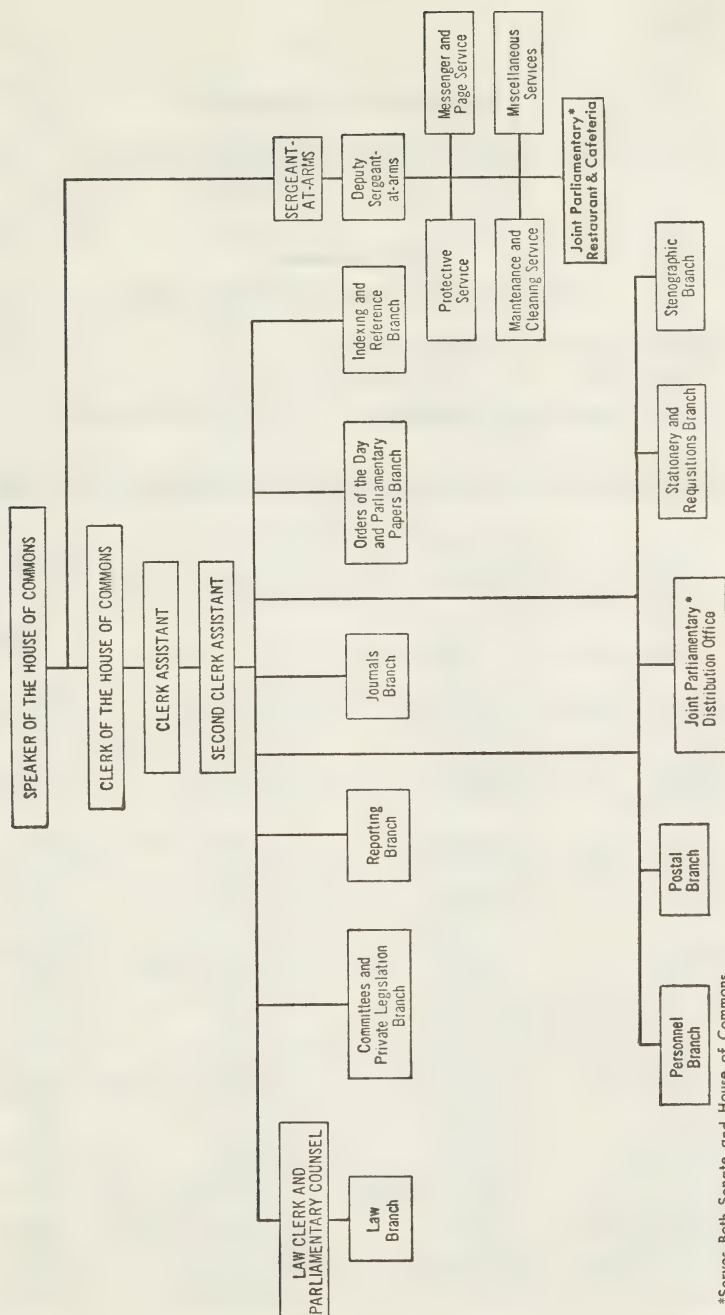 SPEAKER OF THE HOUSE OF COMMONS
CLERK OF THE HOUSE OF COMMONS
CLERK ASSISTANT
SECOND CLERK ASSISTANT
SERGEANT-
AT-ARMS
Deputy
Sergeant-
at-arms
Protective
Service
Messenger and
Page Service
Maintenance and
Cleaning Service
Miscellaneous
Services
Joint Parliamentary*
Restaurant & Cafeteria
LAW CLERK AND
PARLIAMENTARY COUNSEL
Law
Branch
Committees and
Private Legislation
Branch
Reporting
Branch
Journals
Branch
Orders of the Day
and Parliamentary
Papers Branch
Indexing and
Reference
Branch
Personnel
Branch
Postal
Branch
Joint Parliamentary*
Distribution Office
Stationery and
Requisitions Branch
Stenographic
Branch
*Serves Both Senate and House of Commons